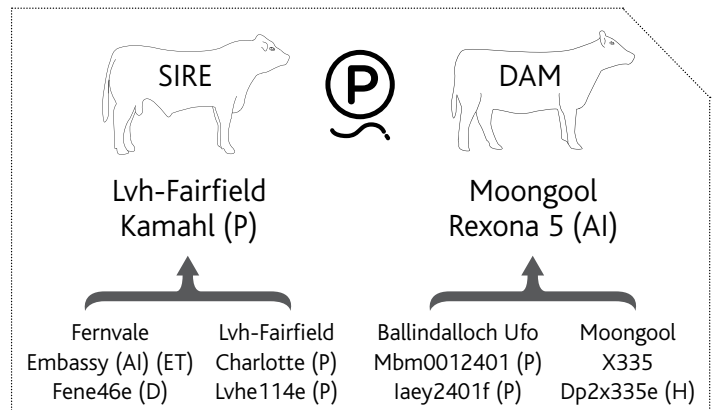 SIRE
P
DAM
Lvh-Fairfield
Kamahl (P)
Moongool
Rexona 5 (AI)
Fernvale
Embassy (AI) (ET)
Fene46e (D)
Lvh-Fairfield
Charlotte (P)
Lvhe114e (P)
Ballindalloch Ufo
Mbm0012401 (P)
Iaey2401f (P)
Moongool
X335
Dp2x335e (H)